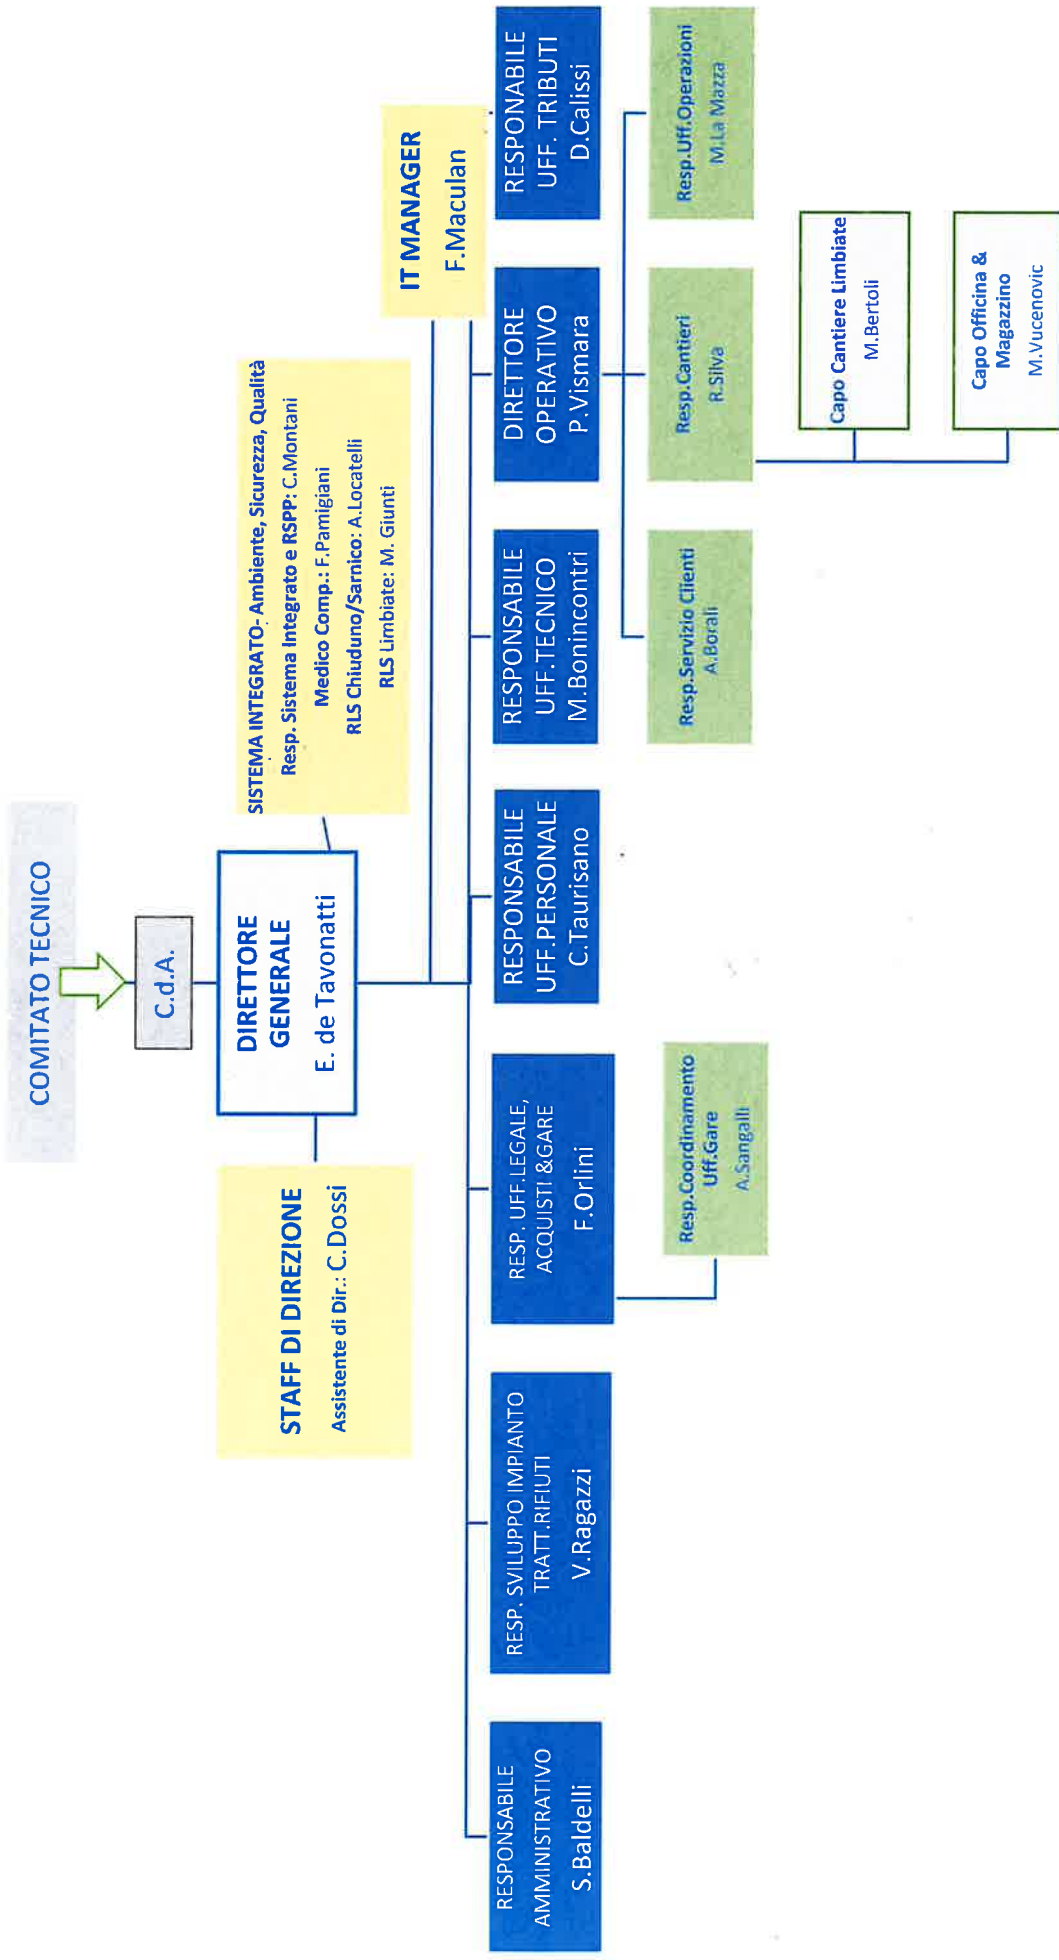 COMITATO TECNICO
C.d.A.
DIRETTORE
GENERALE
E. de Tavonatti
STAFF DI DIREZIONE
Assistente di Dir.: C.Dossi
SISTEMA INTEGRATO- Ambiente, Sicurezza, Qualità
Resp. Sistema Integrato e RSPP: C.Montani
Medico Comp.: F.Pamigiani
RLS Chiuduno/Sarnico: A.Locatelli
RLS Limbiate: M. Giunti
IT MANAGER
F.Maculan
RESPONSABILE
AMMINISTRATIVO
S.Baldelli
RESP. SVILUPPO IMPIANTO
TRATT.RIFIUTI
V.Ragazzi
RESP. UFF.LEGALE,
ACQUISTI &GARE
F.Orlini
RESPONSABILE
UFF.PERSONALE
C.Taurisano
RESPONSABILE
UFF.TECNICO
M.Bonincontri
DIRETTORE
OPERATIVO
P.Vismara
RESPONABILE
UFF. TRIBUTI
D.Calissi
Resp.Coordinamento
Uff.Gare
A.Sangalli
Resp.Servizio Clienti
A.Borali
Resp.Cantieri
R.Silva
Resp.Uff.Operazioni
M.La Mazza
Capo Cantiere Limbiate
M.Bertoli
Capo Officina &
Magazzino
M.Vucenovic